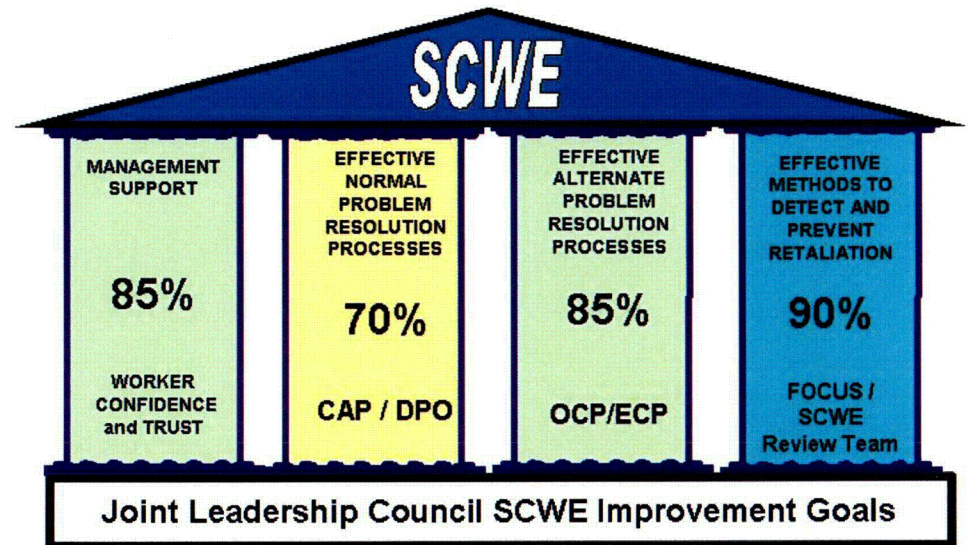 SCWE
MANAGEMENT
SUPPORT
85%
WORKER
CONFIDENCE
and TRUST
EFFECTIVE
NORMAL
PROBLEM
RESOLUTION
PROCESSES
70%
CAP / DPO
EFFECTIVE
ALTERNATE
PROBLEM
RESOLUTION
PROCESSES
85%
OCP/ECP
EFFECTIVE
METHODS TO
DETECT AND
PREVENT
RETALIATION
90%
FOCUS /
SCWE
Review Team
Joint Leadership Council SCWE Improvement Goals